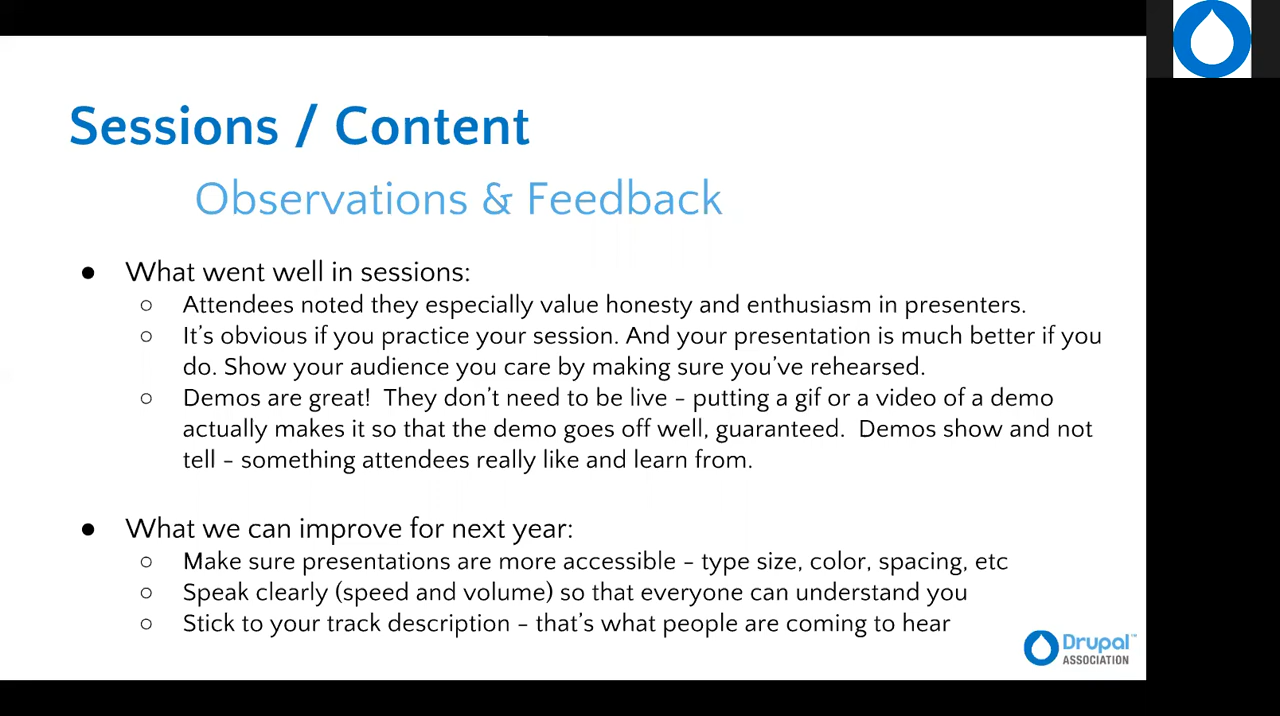 Sessions / Content
Observations & Feedback
● What went well in sessions:
○ Attendees noted they especially value honesty and enthusiasm in presenters.
○ It's obvious if you practice your session. And your presentation is much better if you
do. Show your audience you care by making sure you've rehearsed.
○ Demos are great!  They don't need to be live - putting a gif or a video of a demo
actually makes it so that the demo goes off well, guaranteed.  Demos show and not
tell - something attendees really like and learn from.
● What we can improve for next year:
○ Make sure presentations are more accessible - type size, color, spacing, etc
○ Speak clearly (speed and volume) so that everyone can understand you
○ Stick to your track description - that's what people are coming to hear
Drupal™
ASSOCIATION